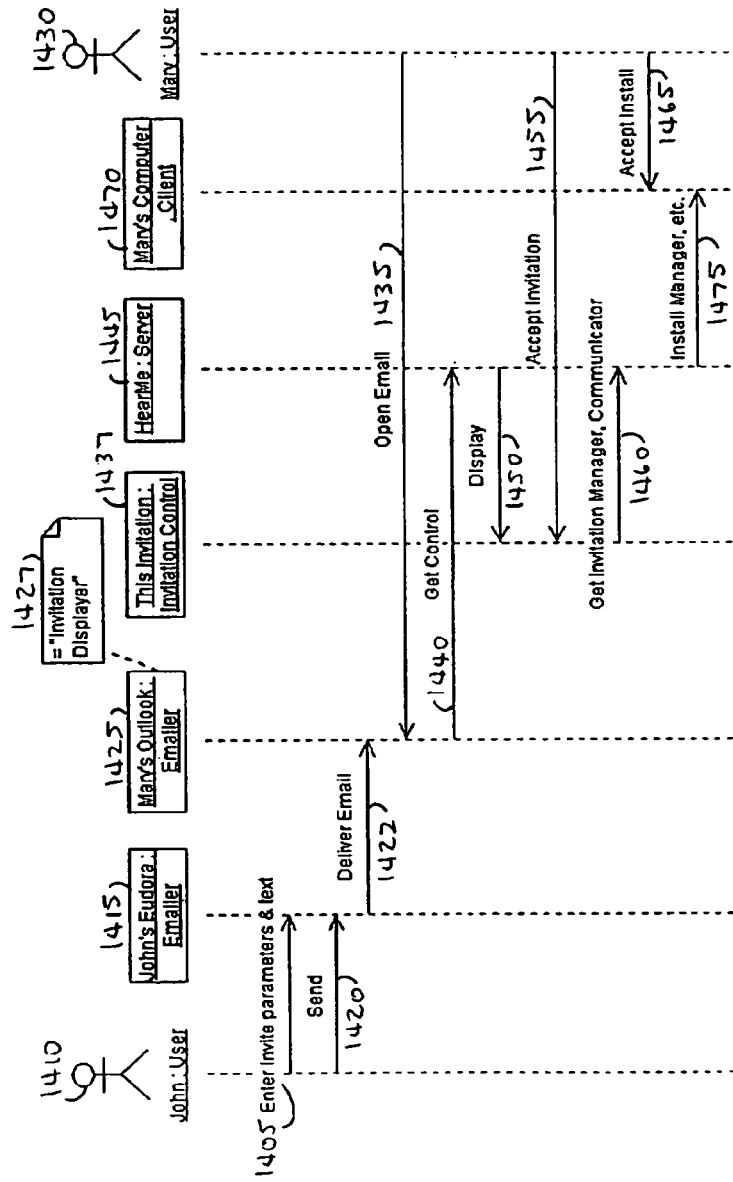 1410
John : User
1415
John's Eudora :
Emailer
1425
Mary's Outlook :
Emailer
1427
="Invitation
Displayer"
1437
This Invitation :
Invitation Control
1445
HearMe : Server
1470
Mary's Computer
Client
1430
Mary : User
1405 Enter Invite parameters & text
Send
1420
Deliver Email
1422
Open Email 1435
1440 Get Control
Display
1450
Accept Invitation 1455
Get Invitation Manager, Communicator
1460
Accept Install
1465
Install Manager, etc.
1475